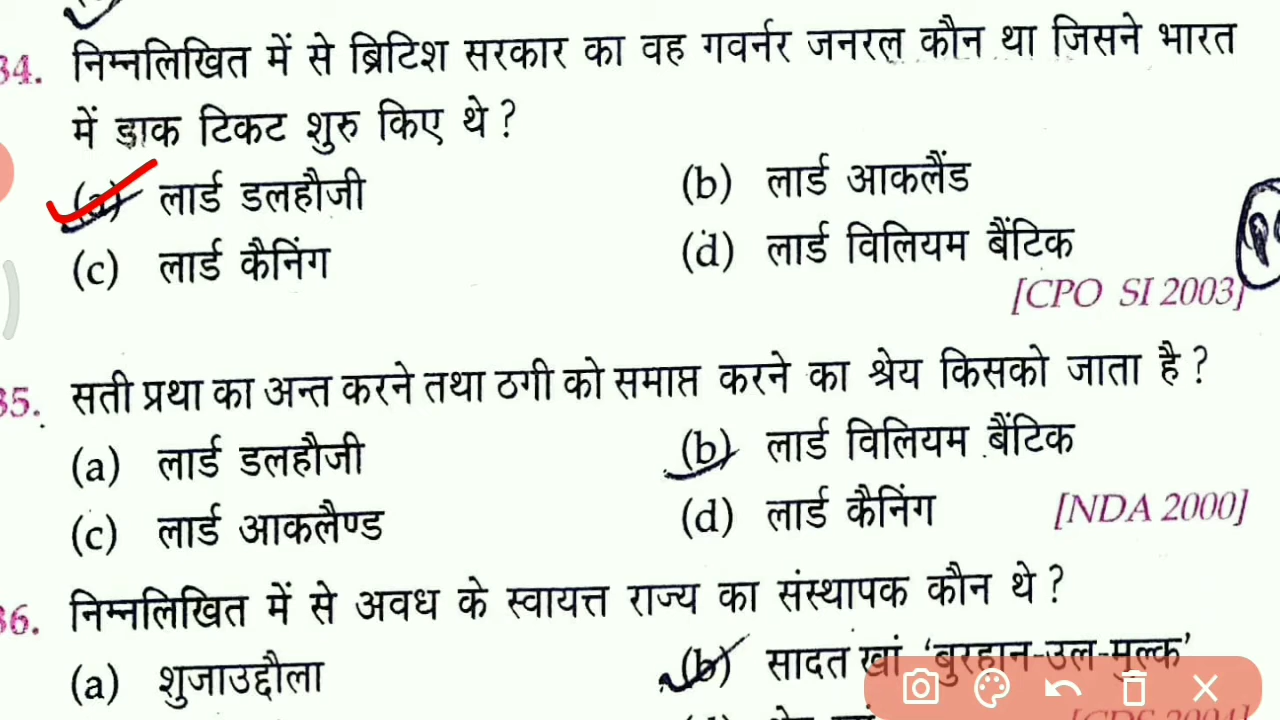 34. निम्नलिखित में से ब्रिटिश सरकार का वह गवर्नर जनरल कौन था जिसने भारत
में डाक टिकट शुरु किए थे ?
(a) लार्ड डलहौजी (b) लार्ड आकलैंड
(c) लार्ड कैनिंग (d) लार्ड विलियम बैंटिक
[CPO SI 2003]
35. सती प्रथा का अन्त करने तथा ठगी को समाप्त करने का श्रेय किसको जाता है ?
(a) लार्ड डलहौजी (b) लार्ड विलियम बैंटिक
(c) लार्ड आकलैण्ड (d) लार्ड कैनिंग [NDA 2000]
36. निम्नलिखित में से अवध के स्वायत्त राज्य का संस्थापक कौन थे ?
(a) शुजाउद्दौला (b) सादत खां 'बुरहान-उल-मुल्क'